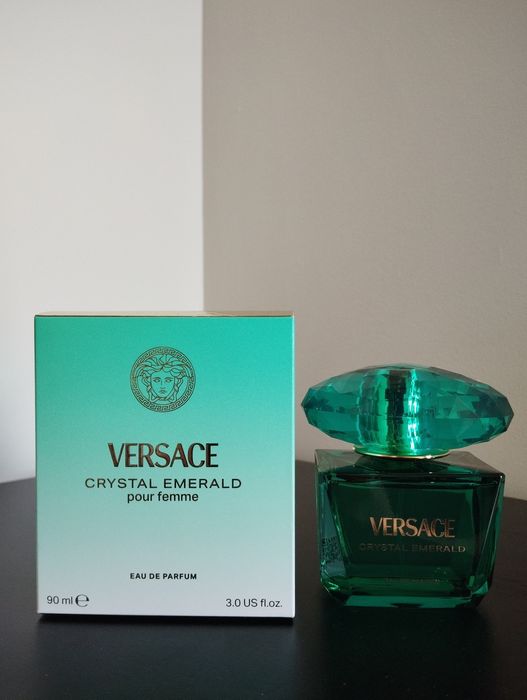 VERSACE
CRYSTAL EMERALD
pour femme
EAU DE PARFUM
90 ml ℮
3.0 US fl.oz.
VERSACE
CRYSTAL EMERALD